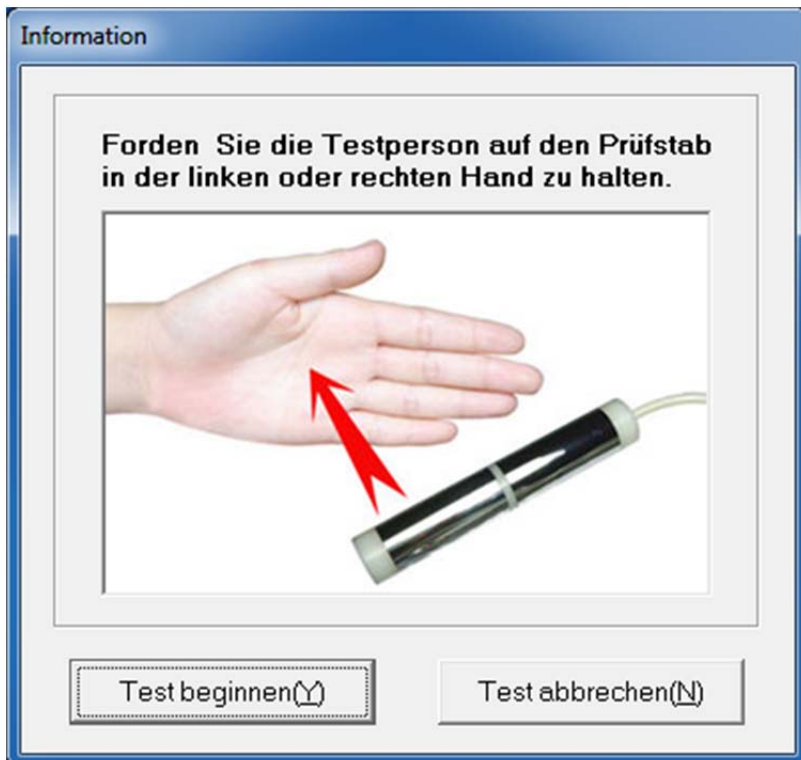 Information
Forden Sie die Testperson auf den Prüfstab
in der linken oder rechten Hand zu halten.
Test beginnen(Y)
Test abbrechen(N)